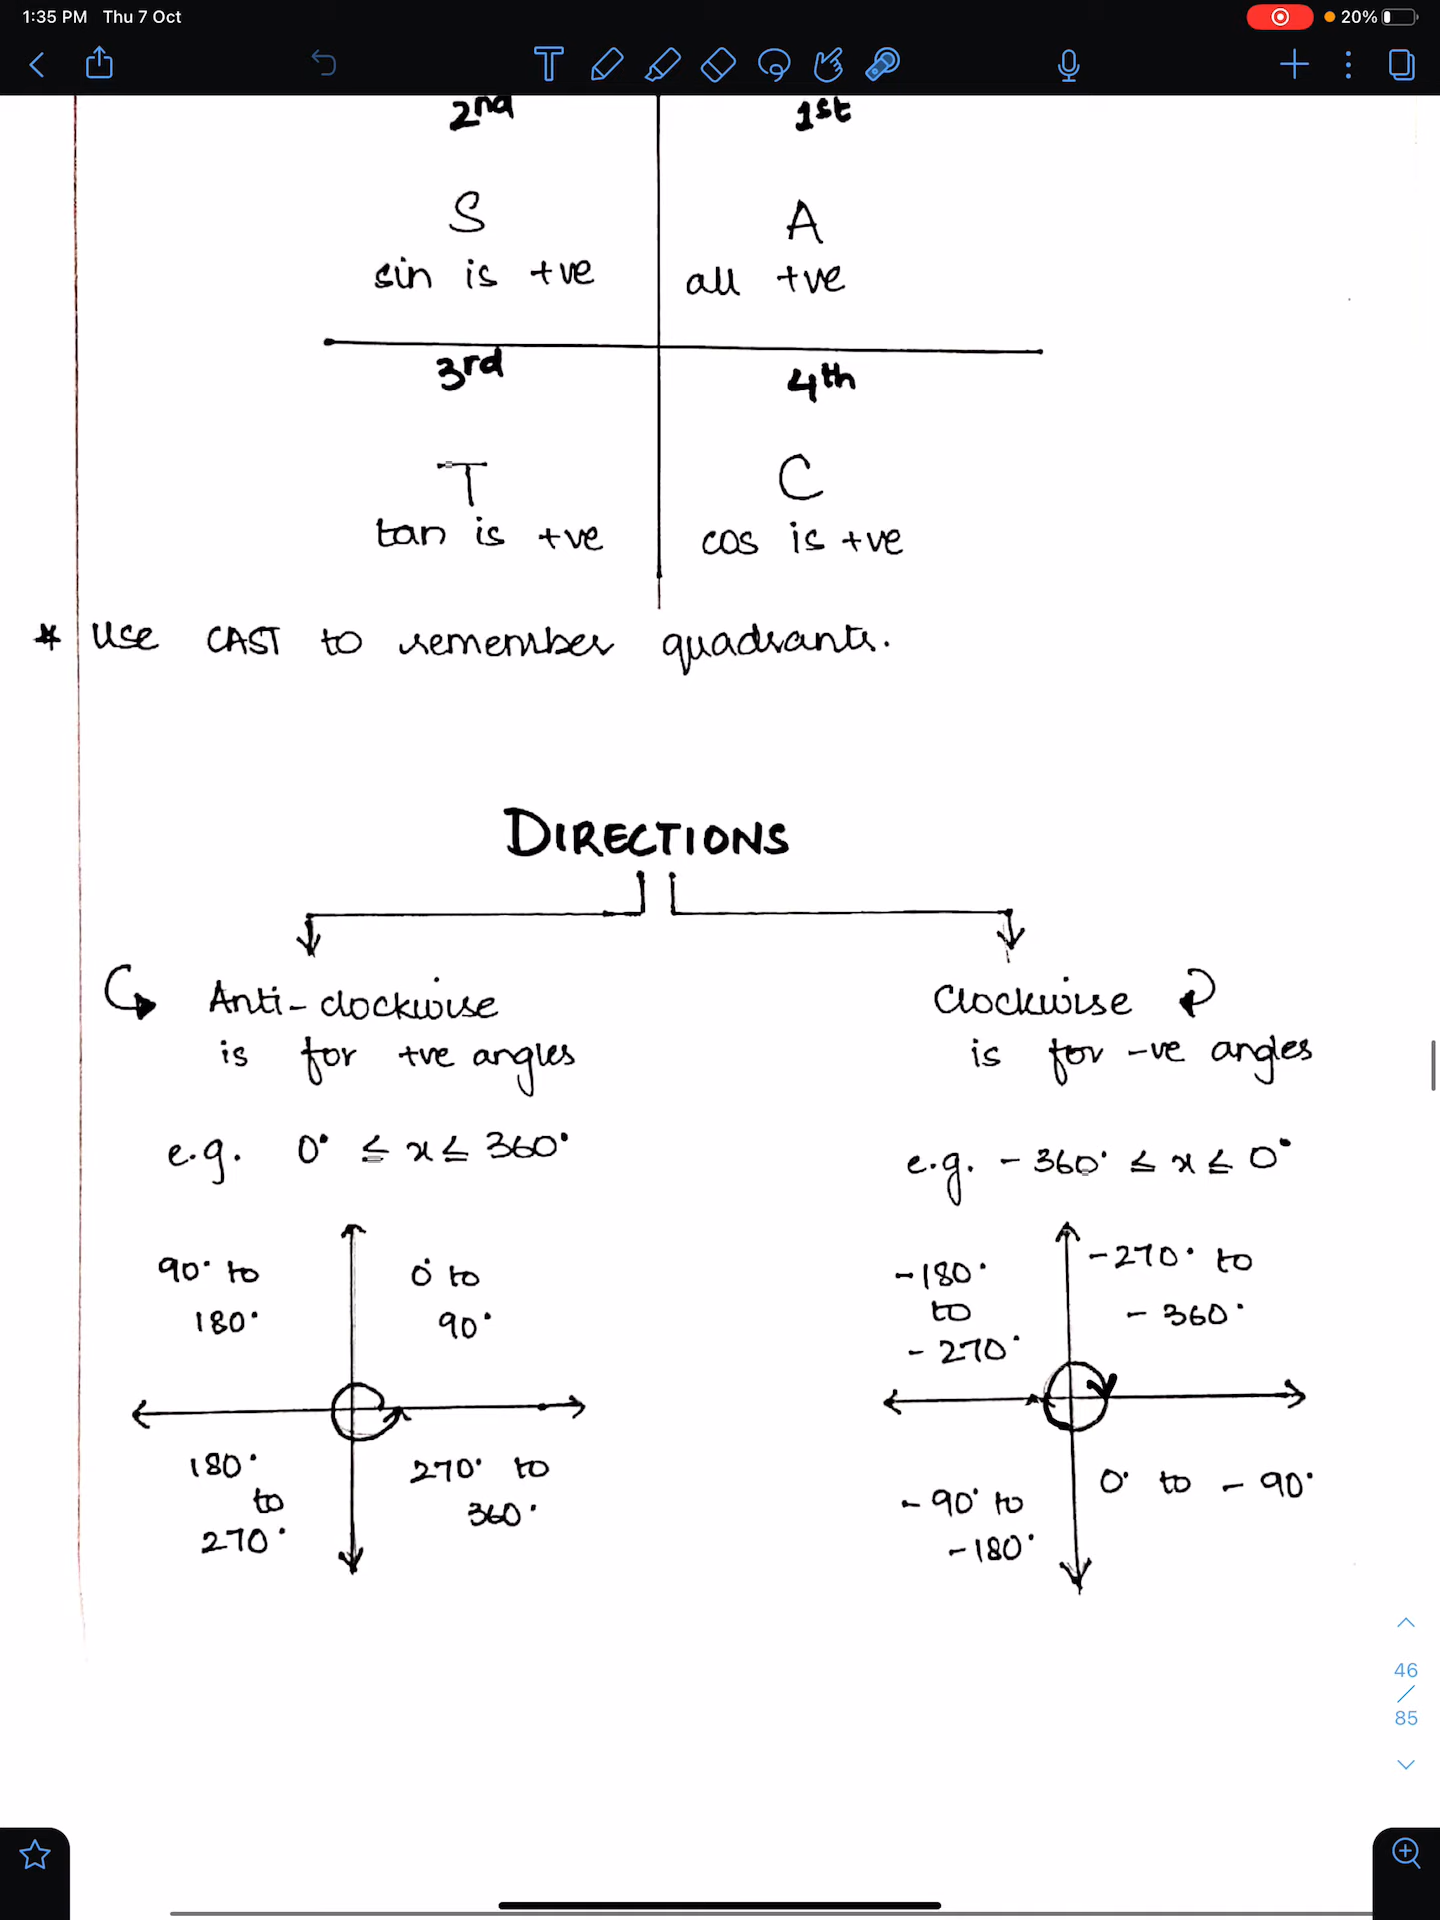 1:35 PM Thu 7 Oct
20%
2nd
1st
S
A
sin is +ve
all +ve
3rd
4th
T
C
tan is +ve
cos is +ve
* Use CAST to remember quadrants.
DIRECTIONS
Anti-clockwise
is for +ve angles
e.g. 0° ≤ x ≤ 360°
90° to
180°
0° to
90°
180°
to
270°
270° to
360°
Clockwise
is for -ve angles
e.g. - 360° ≤ x ≤ 0°
-180°
to
- 270°
-270° to
- 360°
- 90° to
-180°
0° to - 90°
46
/
85